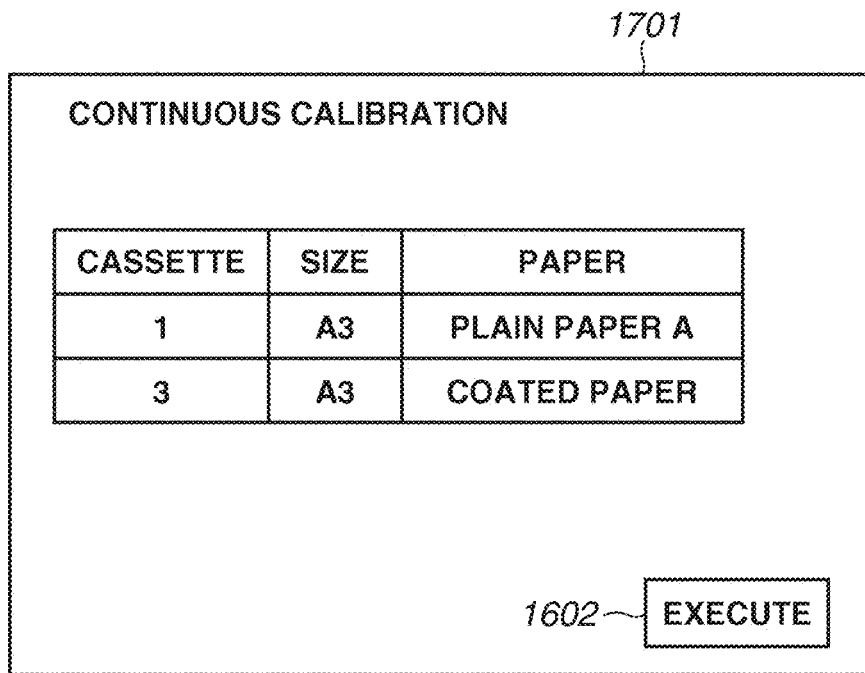 1701
CONTINUOUS CALIBRATION
CASSETTE SIZE PAPER
1 A3 PLAIN PAPER A
3 A3 COATED PAPER
1602 EXECUTE